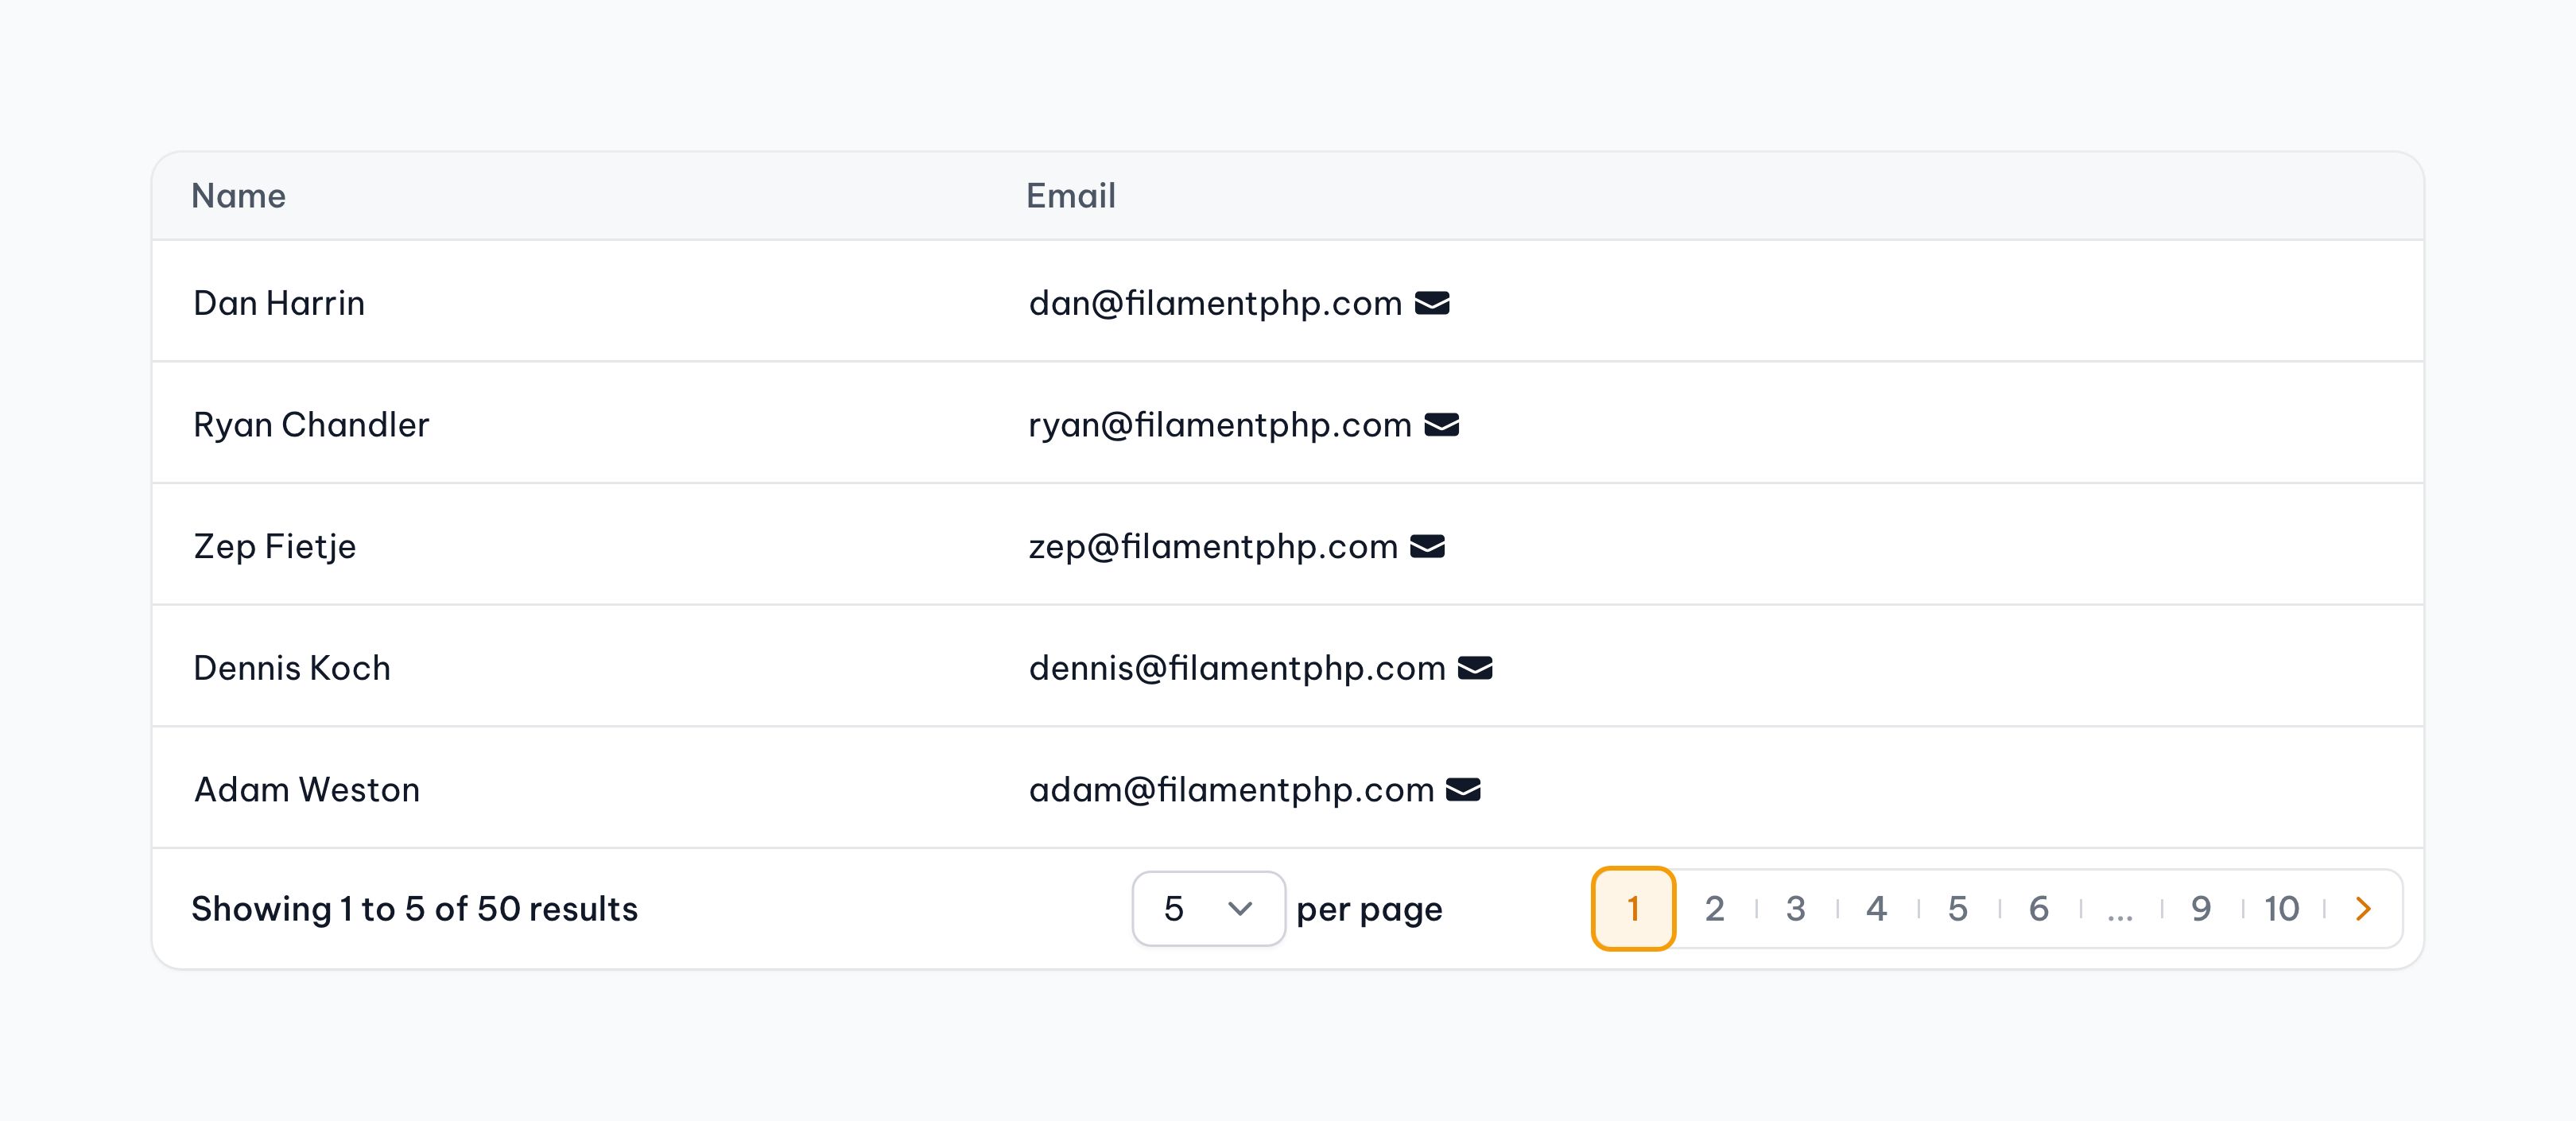 Name Email
Dan Harrin dan@filamentphp.com
Ryan Chandler ryan@filamentphp.com
Zep Fietje zep@filamentphp.com
Dennis Koch dennis@filamentphp.com
Adam Weston adam@filamentphp.com
Showing 1 to 5 of 50 results 5 per page 1 2 3 4 5 6 ... 9 10